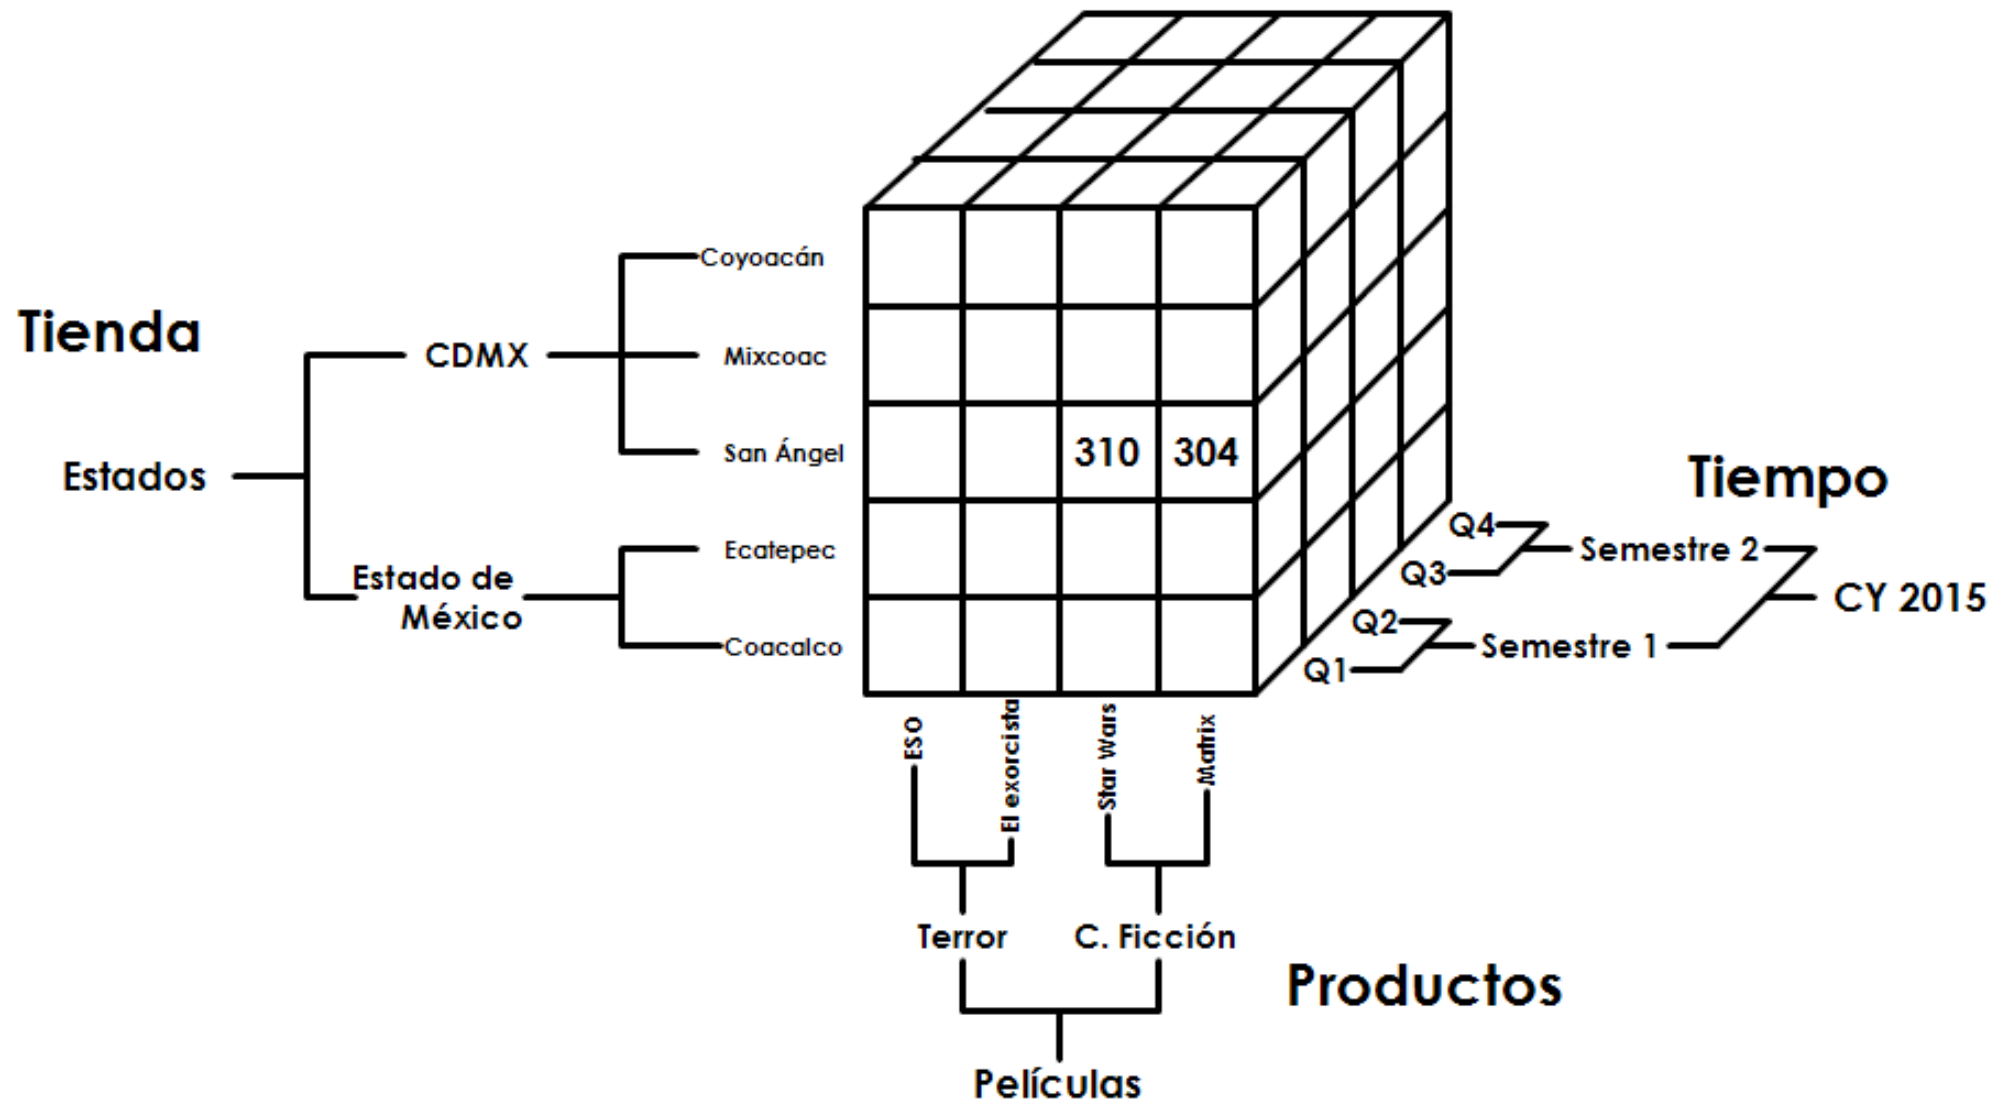 Coyoacán
Tienda
CDMX
Mixcoac
San Ángel
310
304
Estados
Tiempo
Ecatepec
Estado de
México
Coacalco
Q4
Semestre 2
Q3
CY 2015
Q2
Semestre 1
Q1
ESO
El exorcista
Star Wars
Matrix
Terror
C. Ficción
Productos
Películas